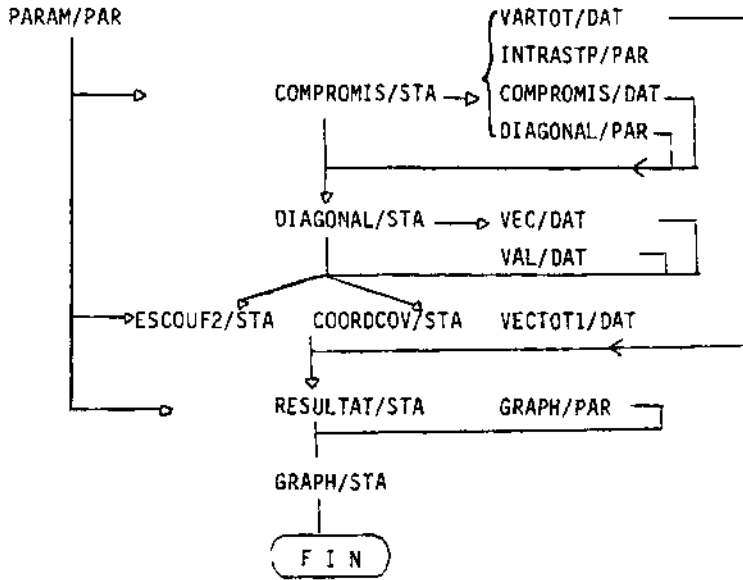 PARAM/PAR
VARTOT/DAT
INTRASTP/PAR
COMPROMIS/STA
COMPROMIS/DAT
DIAGONAL/PAR
DIAGONAL/STA
VEC/DAT
VAL/DAT
ESCOUF2/STA
COORDCOV/STA
VECTOT1/DAT
RESULTAT/STA
GRAPH/PAR
GRAPH/STA
F I N